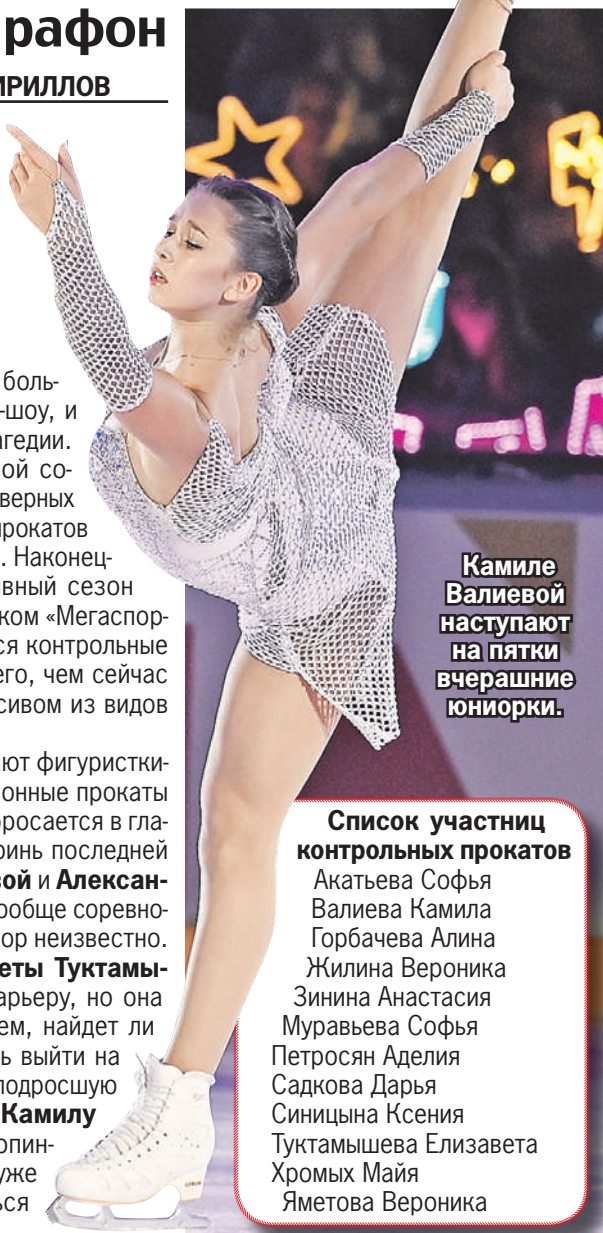 рафон
ИРИЛЛОВ
боль-
-шоу, и
агедии.
ой со-
верных
рокатов
. Наконец-
вный сезон
ком «Мегаспор-
ся контрольные
его, чем сейчас
сивом из видов
ют фигуристки-
онные прокаты
росается в гла-
ринь последней
вой и Алексан-
ообще соревно-
ор неизвестно.
еты Туктамы-
арьеру, но она
ем, найдет ли
ь выйти на
подросшую
Камилу
опин-
уже
ься
Камиле
Валиевой
наступают
на пятки
вчерашние
юниорки.
Список участниц
контрольных прокатов
Акатьева Софья
Валиева Камила
Горбачева Алина
Жилина Вероника
Зинина Анастасия
Муравьева Софья
Петросян Аделия
Садкова Дарья
Синицына Ксения
Туктамышева Елизавета
Хромых Майя
Яметова Вероника